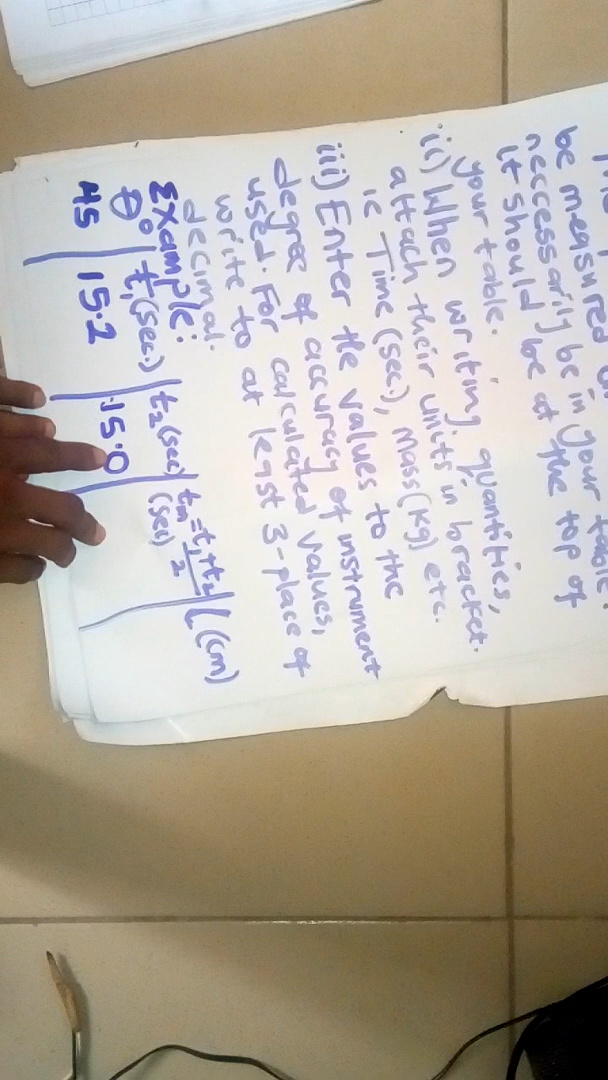 be measured
neccessarily be in your table.
it should be at the top of
your table.
ii) When writing quantities,
attach their units in bracket.
ie Time (sec), Mass (kg) etc.
iii) Enter the values to the
degree of accuracy of instrument
used. For calculated values,
write to at least 3-place of
decimal.
Example:
θ° | t₁(sec.) | t₂(sec) | tm = t₁+t₂/2 (sec) | L (cm)
45 | 15.2 | 15.0 |